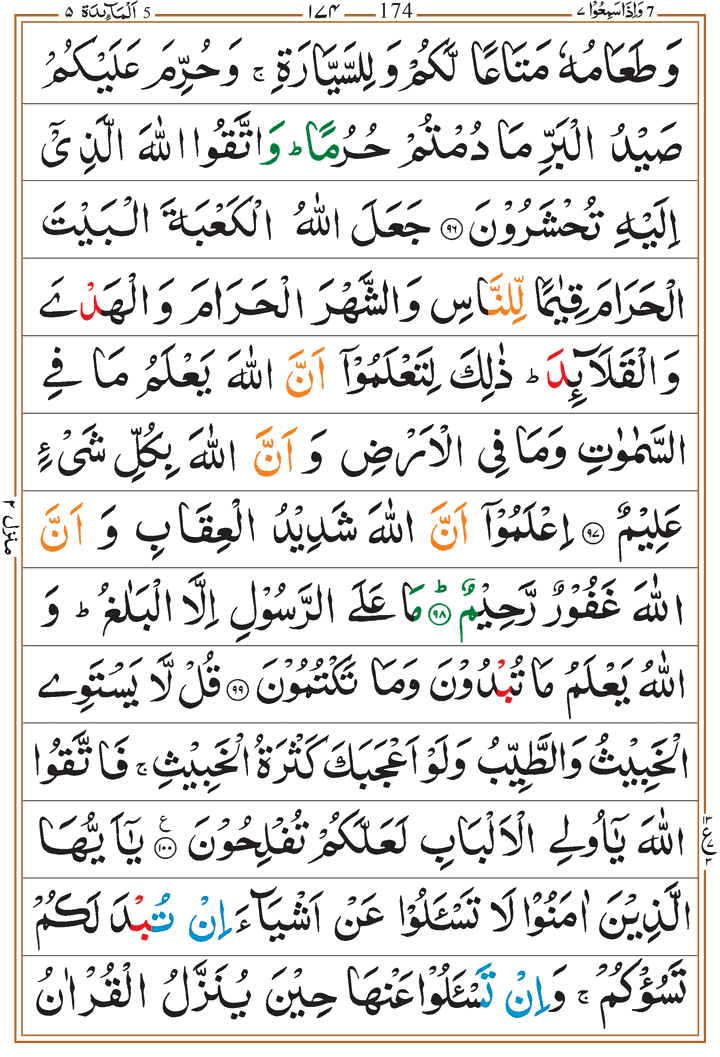 وَاِذَاسَمِعُوْا ٧ 7 174 ١٧٤ 5 اَلْمَآئِدَة ٥
وَطَعَامُهٗ مَتَاعًا لَّكُمْ وَلِلسَّيَّارَةِ ۚ وَحُرِّمَ عَلَيْكُمْ
صَيْدُ الْبَرِّ مَا دُمْتُمْ حُرُمًا ؕ وَاتَّقُوا اللّٰهَ الَّذِیْۤ
اِلَيْهِ تُحْشَرُوْنَ ۝٩٦ جَعَلَ اللّٰهُ الْكَعْبَةَ الْبَيْتَ
الْحَرَامَ قِيٰمًا لِّلنَّاسِ وَالشَّهْرَ الْحَرَامَ وَالْهَدْیَ
وَالْقَلَآئِدَ ؕ ذٰلِكَ لِتَعْلَمُوْۤا اَنَّ اللّٰهَ يَعْلَمُ مَا فِی
السَّمٰوٰتِ وَمَا فِی الْاَرْضِ وَاَنَّ اللّٰهَ بِكُلِّ شَیْءٍ
عَلِيْمٌ ۝٩٧ اِعْلَمُوْۤا اَنَّ اللّٰهَ شَدِيْدُ الْعِقَابِ وَاَنَّ
اللّٰهَ غَفُوْرٌ رَّحِيْمٌ ؕ۝٩٨ مَا عَلَی الرَّسُوْلِ اِلَّا الْبَلٰغُ ؕ وَ
اللّٰهُ يَعْلَمُ مَا تُبْدُوْنَ وَمَا تَكْتُمُوْنَ ۝٩٩ قُلْ لَّا يَسْتَوِی
الْخَبِيْثُ وَالطَّيِّبُ وَلَوْ اَعْجَبَكَ كَثْرَةُ الْخَبِيْثِ ۚ فَاتَّقُوا
اللّٰهَ يٰۤاُولِی الْاَلْبَابِ لَعَلَّكُمْ تُفْلِحُوْنَ ۝١٠٠ ع يٰۤاَيُّهَا
الَّذِيْنَ اٰمَنُوْا لَا تَسْـَٔلُوْا عَنْ اَشْيَآءَ اِنْ تُبْدَ لَكُمْ
تَسُؤْكُمْ ۚ وَاِنْ تَسْـَٔلُوْا عَنْهَا حِيْنَ يُنَزَّلُ الْقُرْاٰنُ
منزل ٢